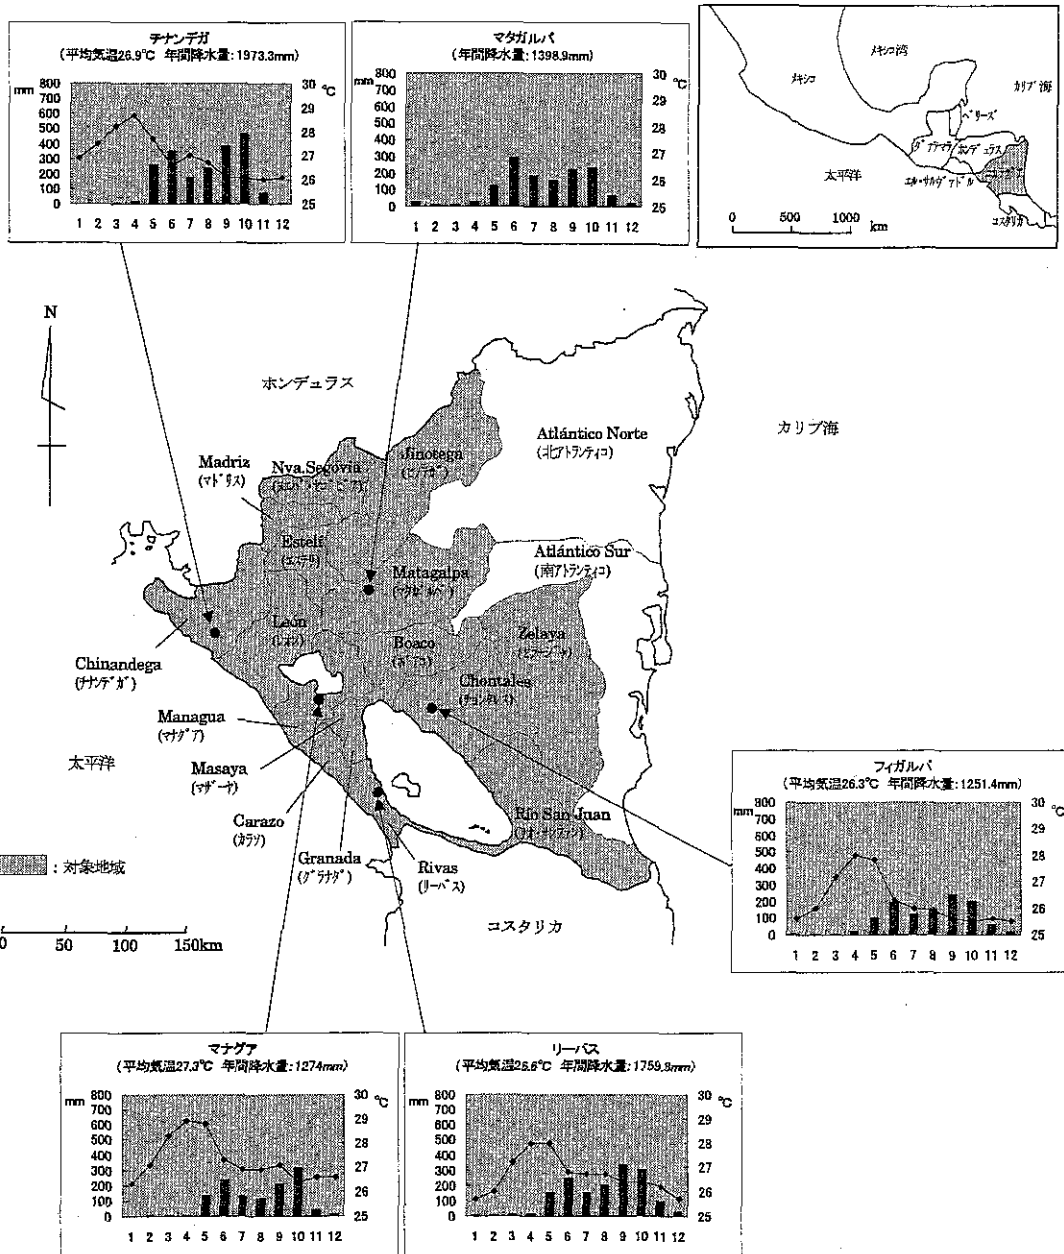 チナンデガ
(平均気温26.9℃ 年間降水量:1973.3mm)
mm
℃
800
700
600
500
400
300
200
100
0
30
29
28
27
26
25
1 2 3 4 5 6 7 8 9 10 11 12
マタガルパ
(年間降水量:1398.9mm)
mm
℃
800
700
600
500
400
300
200
100
0
30
29
28
27
26
25
1 2 3 4 5 6 7 8 9 10 11 12
メキシコ湾
メキシコ
カリブ海
ベリーズ
グアテマラ
ホンデュラス
ニカラグア
エル・サルヴァドル
太平洋
コスタリカ
0 500 1000 km
N
ホンデュラス
カリブ海
Atlántico Norte
(北アトランティコ)
Jinotega
(ヒノテガ)
Madriz
(マドリス)
Nva.Segovia
Estelí
(エステリ)
Atlántico Sur
(南アトランティコ)
Matagalpa
(マタガルパ)
León
(レオン)
Boaco
(ボアコ)
Zelaya
Chinandega
(チナンデガ)
Chontales
(チョンタレス)
Managua
(マナグア)
太平洋
Masaya
(マサーヤ)
Carazo
(カラソ)
Granada
(グラナダ)
Rivas
(リーバス)
Río San Juan
コスタリカ
:対象地域
0 50 100 150km
フィガルパ
(平均気温26.3℃ 年間降水量:1251.4mm)
mm
℃
800
700
600
500
400
300
200
100
0
30
29
28
27
26
25
1 2 3 4 5 6 7 8 9 10 11 12
マナグア
(平均気温27.3℃ 年間降水量:1274mm)
mm
℃
800
700
600
500
400
300
200
100
0
30
29
28
27
26
25
1 2 3 4 5 6 7 8 9 10 11 12
リーバス
(平均気温26.6℃ 年間降水量:1759.3mm)
mm
℃
800
700
600
500
400
300
200
100
0
30
29
28
27
26
25
1 2 3 4 5 6 7 8 9 10 11 12